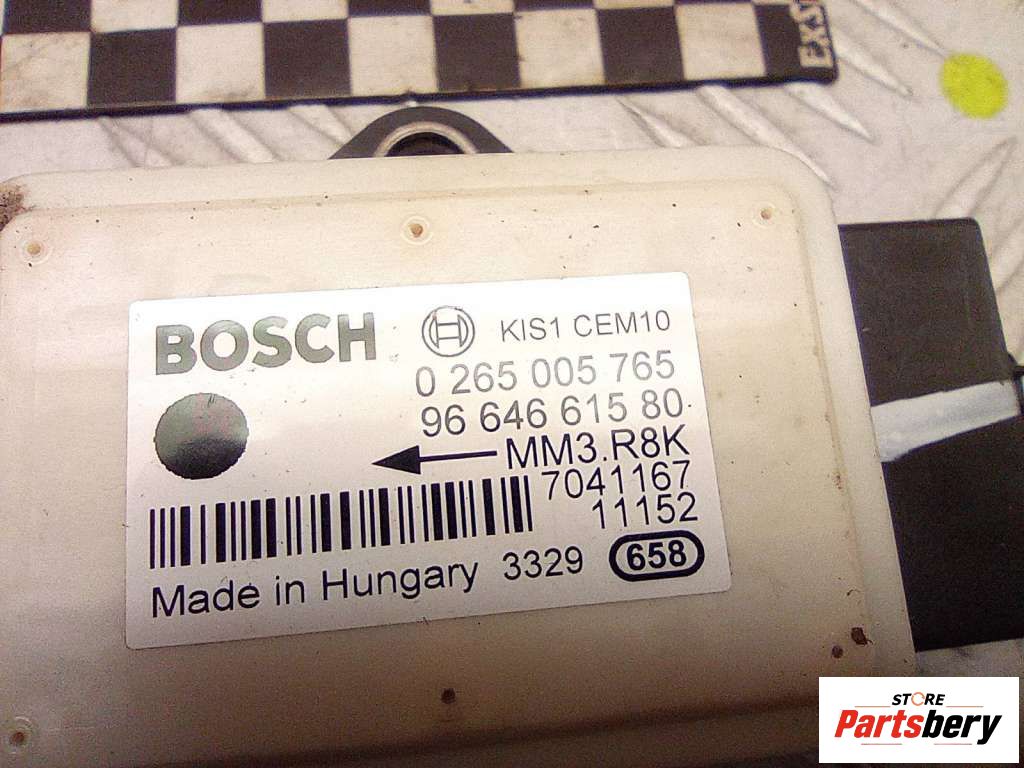 BOSCH
KIS1 CEM10
0 265 005 765
96 646 615 80
MM3.R8K
7041167
11152
Made in Hungary 3329 658
STORE
Partsbery